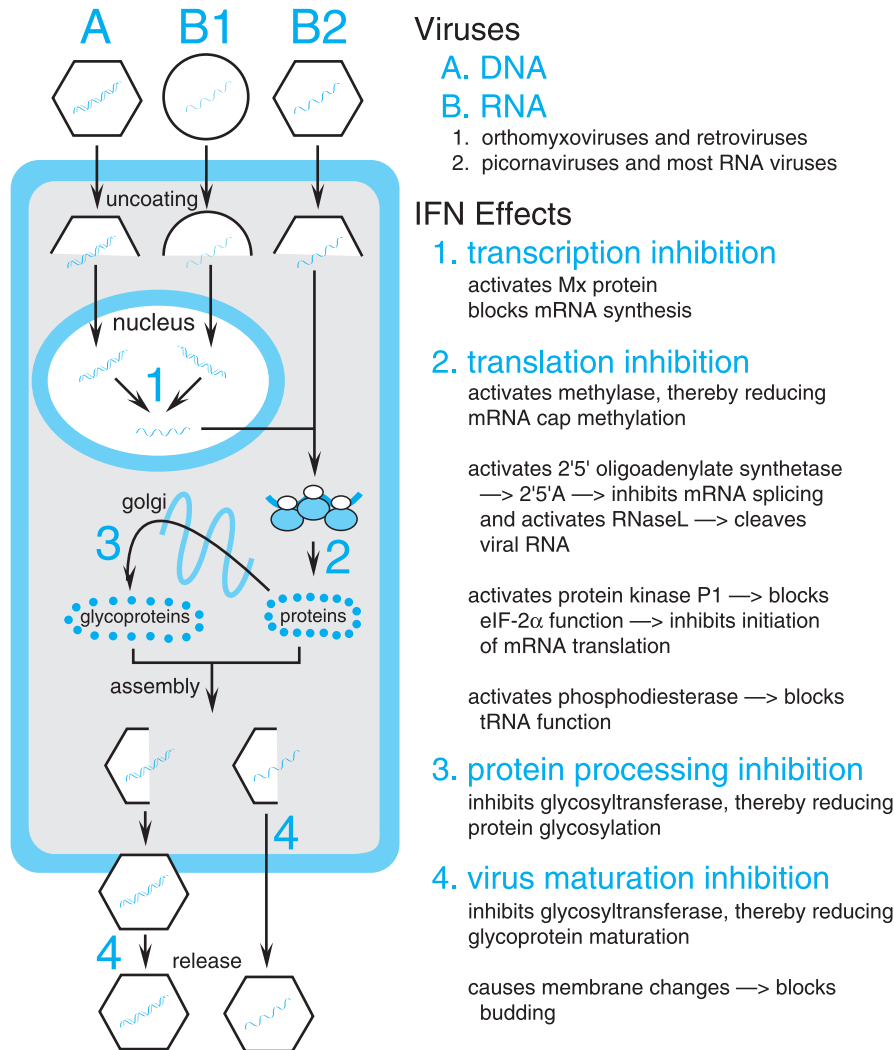 A B1 B2
uncoating
nucleus
1
golgi
3
2
glycoproteins
proteins
assembly
4
4
release
Viruses
A. DNA
B. RNA
1. orthomyxoviruses and retroviruses
2. picornaviruses and most RNA viruses
IFN Effects
1. transcription inhibition
activates Mx protein
blocks mRNA synthesis
2. translation inhibition
activates methylase, thereby reducing
mRNA cap methylation
activates 2'5' oligoadenylate synthetase
—> 2'5'A —> inhibits mRNA splicing
and activates RNaseL —> cleaves
viral RNA
activates protein kinase P1 —> blocks
eIF-2α function —> inhibits initiation
of mRNA translation
activates phosphodiesterase —> blocks
tRNA function
3. protein processing inhibition
inhibits glycosyltransferase, thereby reducing
protein glycosylation
4. virus maturation inhibition
inhibits glycosyltransferase, thereby reducing
glycoprotein maturation
causes membrane changes —> blocks
budding